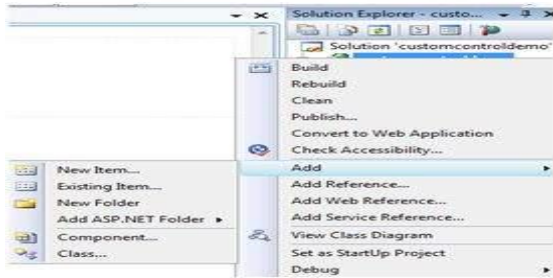 Solution Explorer - custo...
Solution 'customcontroldemo'
Build
Rebuild
Clean
Publish...
Convert to Web Application
Check Accessibility...
Add
Add Reference...
Add Web Reference...
Add Service Reference...
View Class Diagram
Set as StartUp Project
Debug
New Item...
Existing Item...
New Folder
Add ASP.NET Folder
Component...
Class...